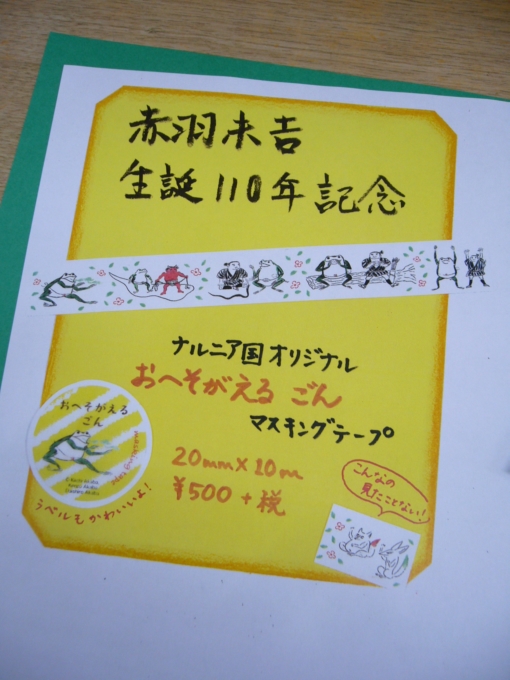 赤羽末吉
生誕110年記念
ナルニア国オリジナル
おへそがえる ごん
マスキングテープ
20mm×10m
¥500+税
おへそがえる
ごん
masking tape
ラベルもかわいいよ!
こんなの
見たことない!